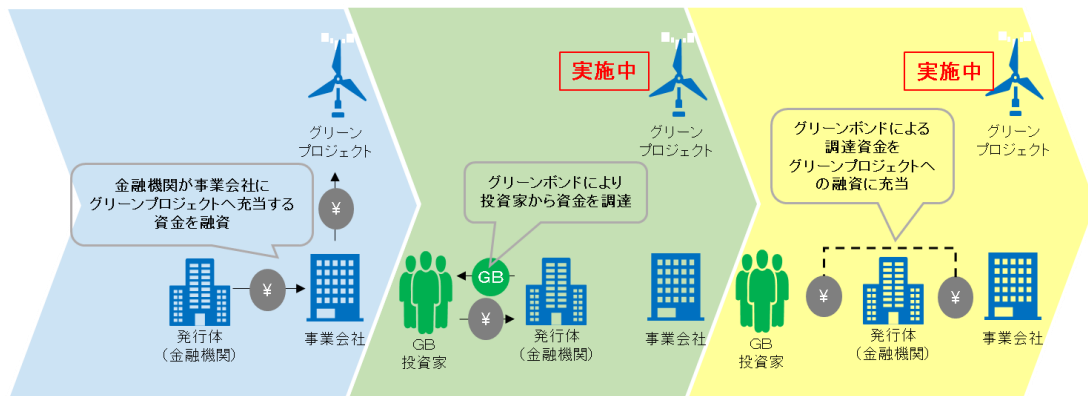 グリーン
プロジェクト
金融機関が事業会社に
グリーンプロジェクトへ充当する
資金を融資
¥
¥
発行体
(金融機関)
事業会社
実施中
グリーン
プロジェクト
グリーンボンドにより
投資家から資金を調達
GB
¥
GB
投資家
発行体
(金融機関)
事業会社
実施中
グリーン
プロジェクト
グリーンボンドによる
調達資金を
グリーンプロジェクトへ
の融資に充当
¥
¥
GB
投資家
発行体
(金融機関)
事業会社